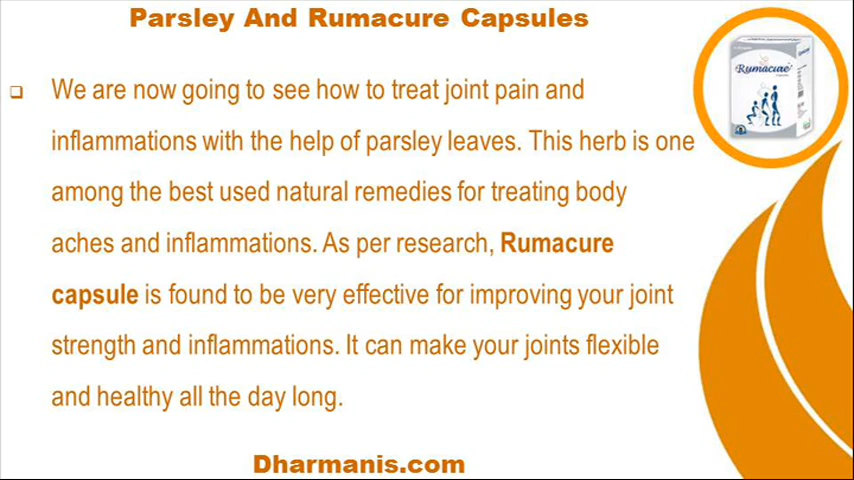 Parsley And Rumacure Capsules
Rumacure
We are now going to see how to treat joint pain and
inflammations with the help of parsley leaves. This herb is one
among the best used natural remedies for treating body
aches and inflammations. As per research, Rumacure
capsule is found to be very effective for improving your joint
strength and inflammations. It can make your joints flexible
and healthy all the day long.
Dharmanis.com